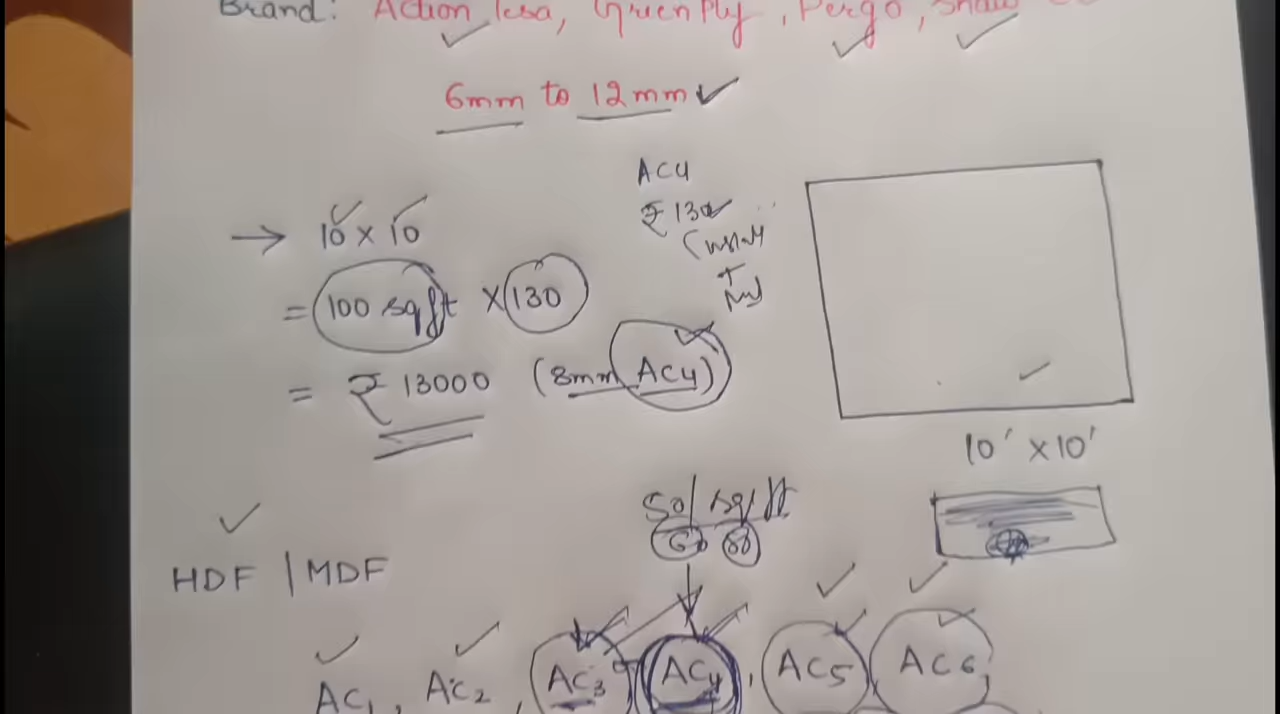 Brand: Action tesa, Greenply, Pergo,
6mm to 12mm
AC4
₹ 130
→ 10 x 10
+
= 100 sqft x 130
= ₹ 13000 (8mm AC4)
10' x 10'
50/ sqft
60
HDF | MDF
AC1, AC2, AC3, AC4, AC5, AC6,